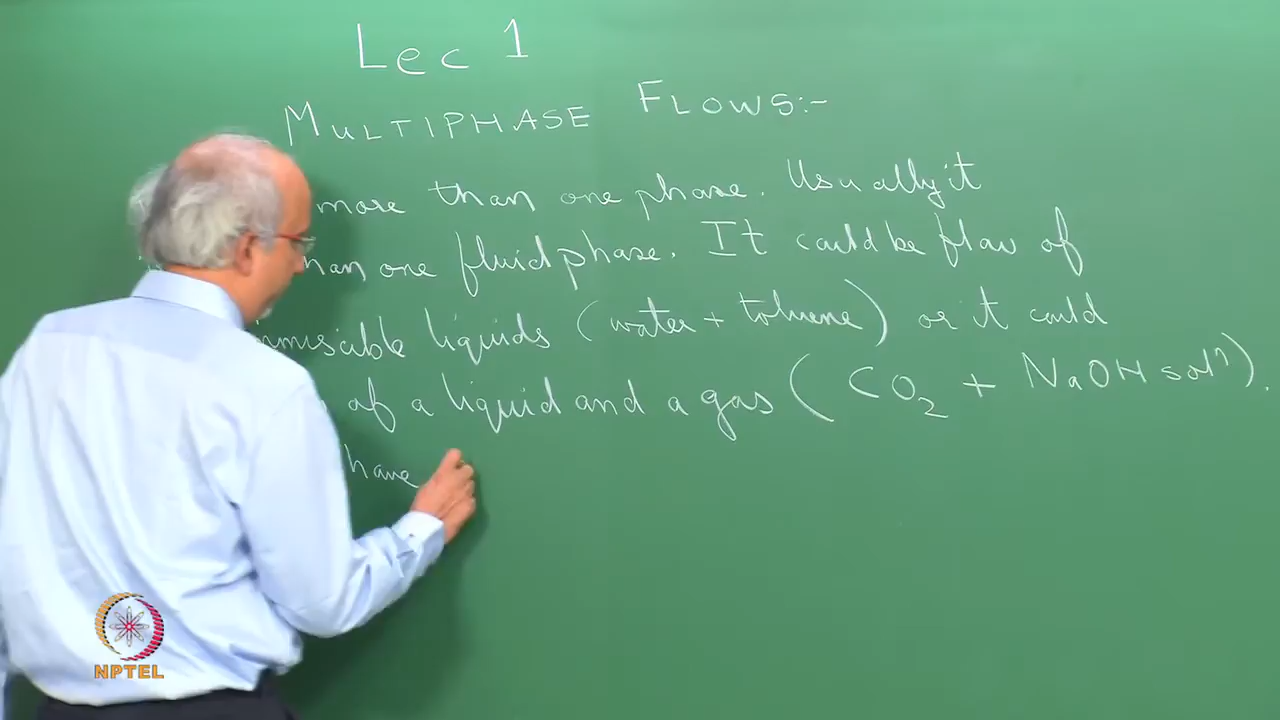 Lec 1
MULTIPHASE FLOWS:-
more than one phase. Usually it
than one fluid phase. It could be flow of
immiscible liquids (water + toluene) or it could
of a liquid and a gas (CO2 + NaOH solⁿ).
have
NPTEL